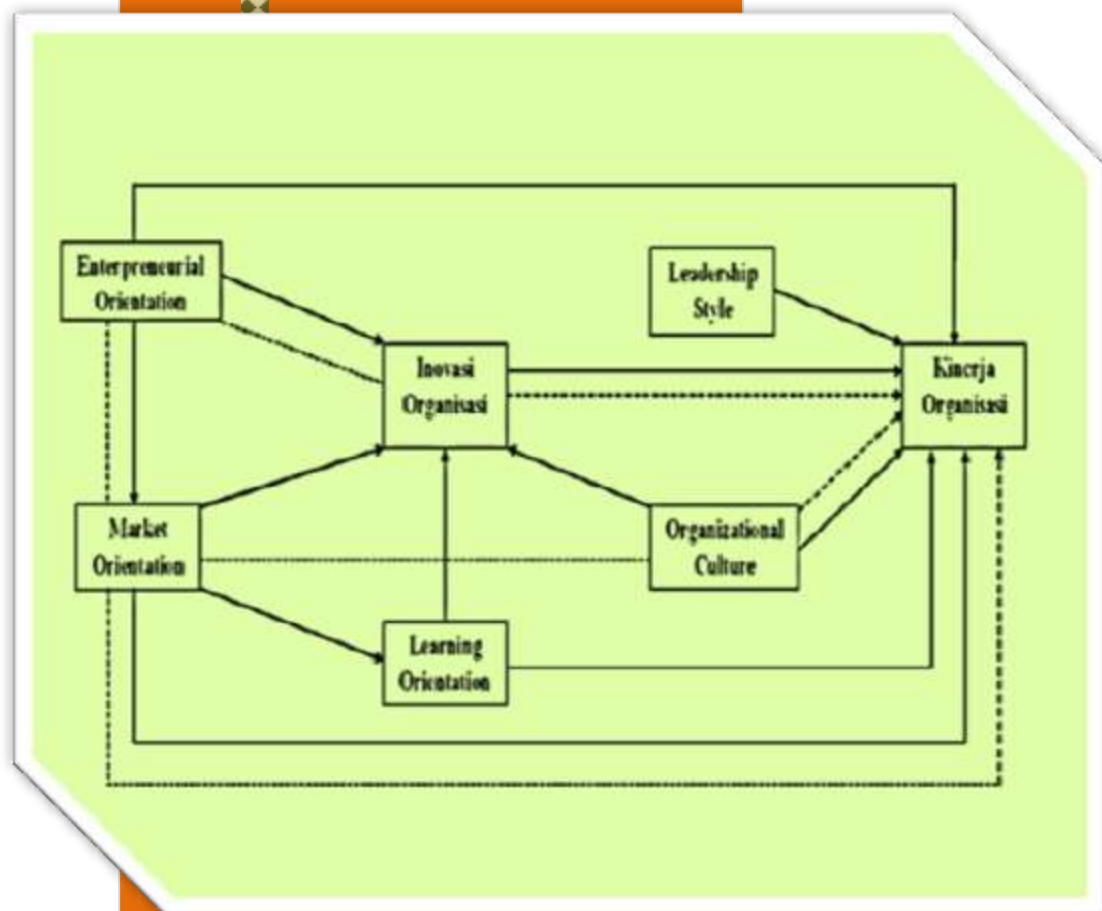 Enterpreneurial
Orientation
Leadership
Style
Inovasi
Organisasi
Kinerja
Organisasi
Market
Orientation
Organizational
Culture
Learning
Orientation